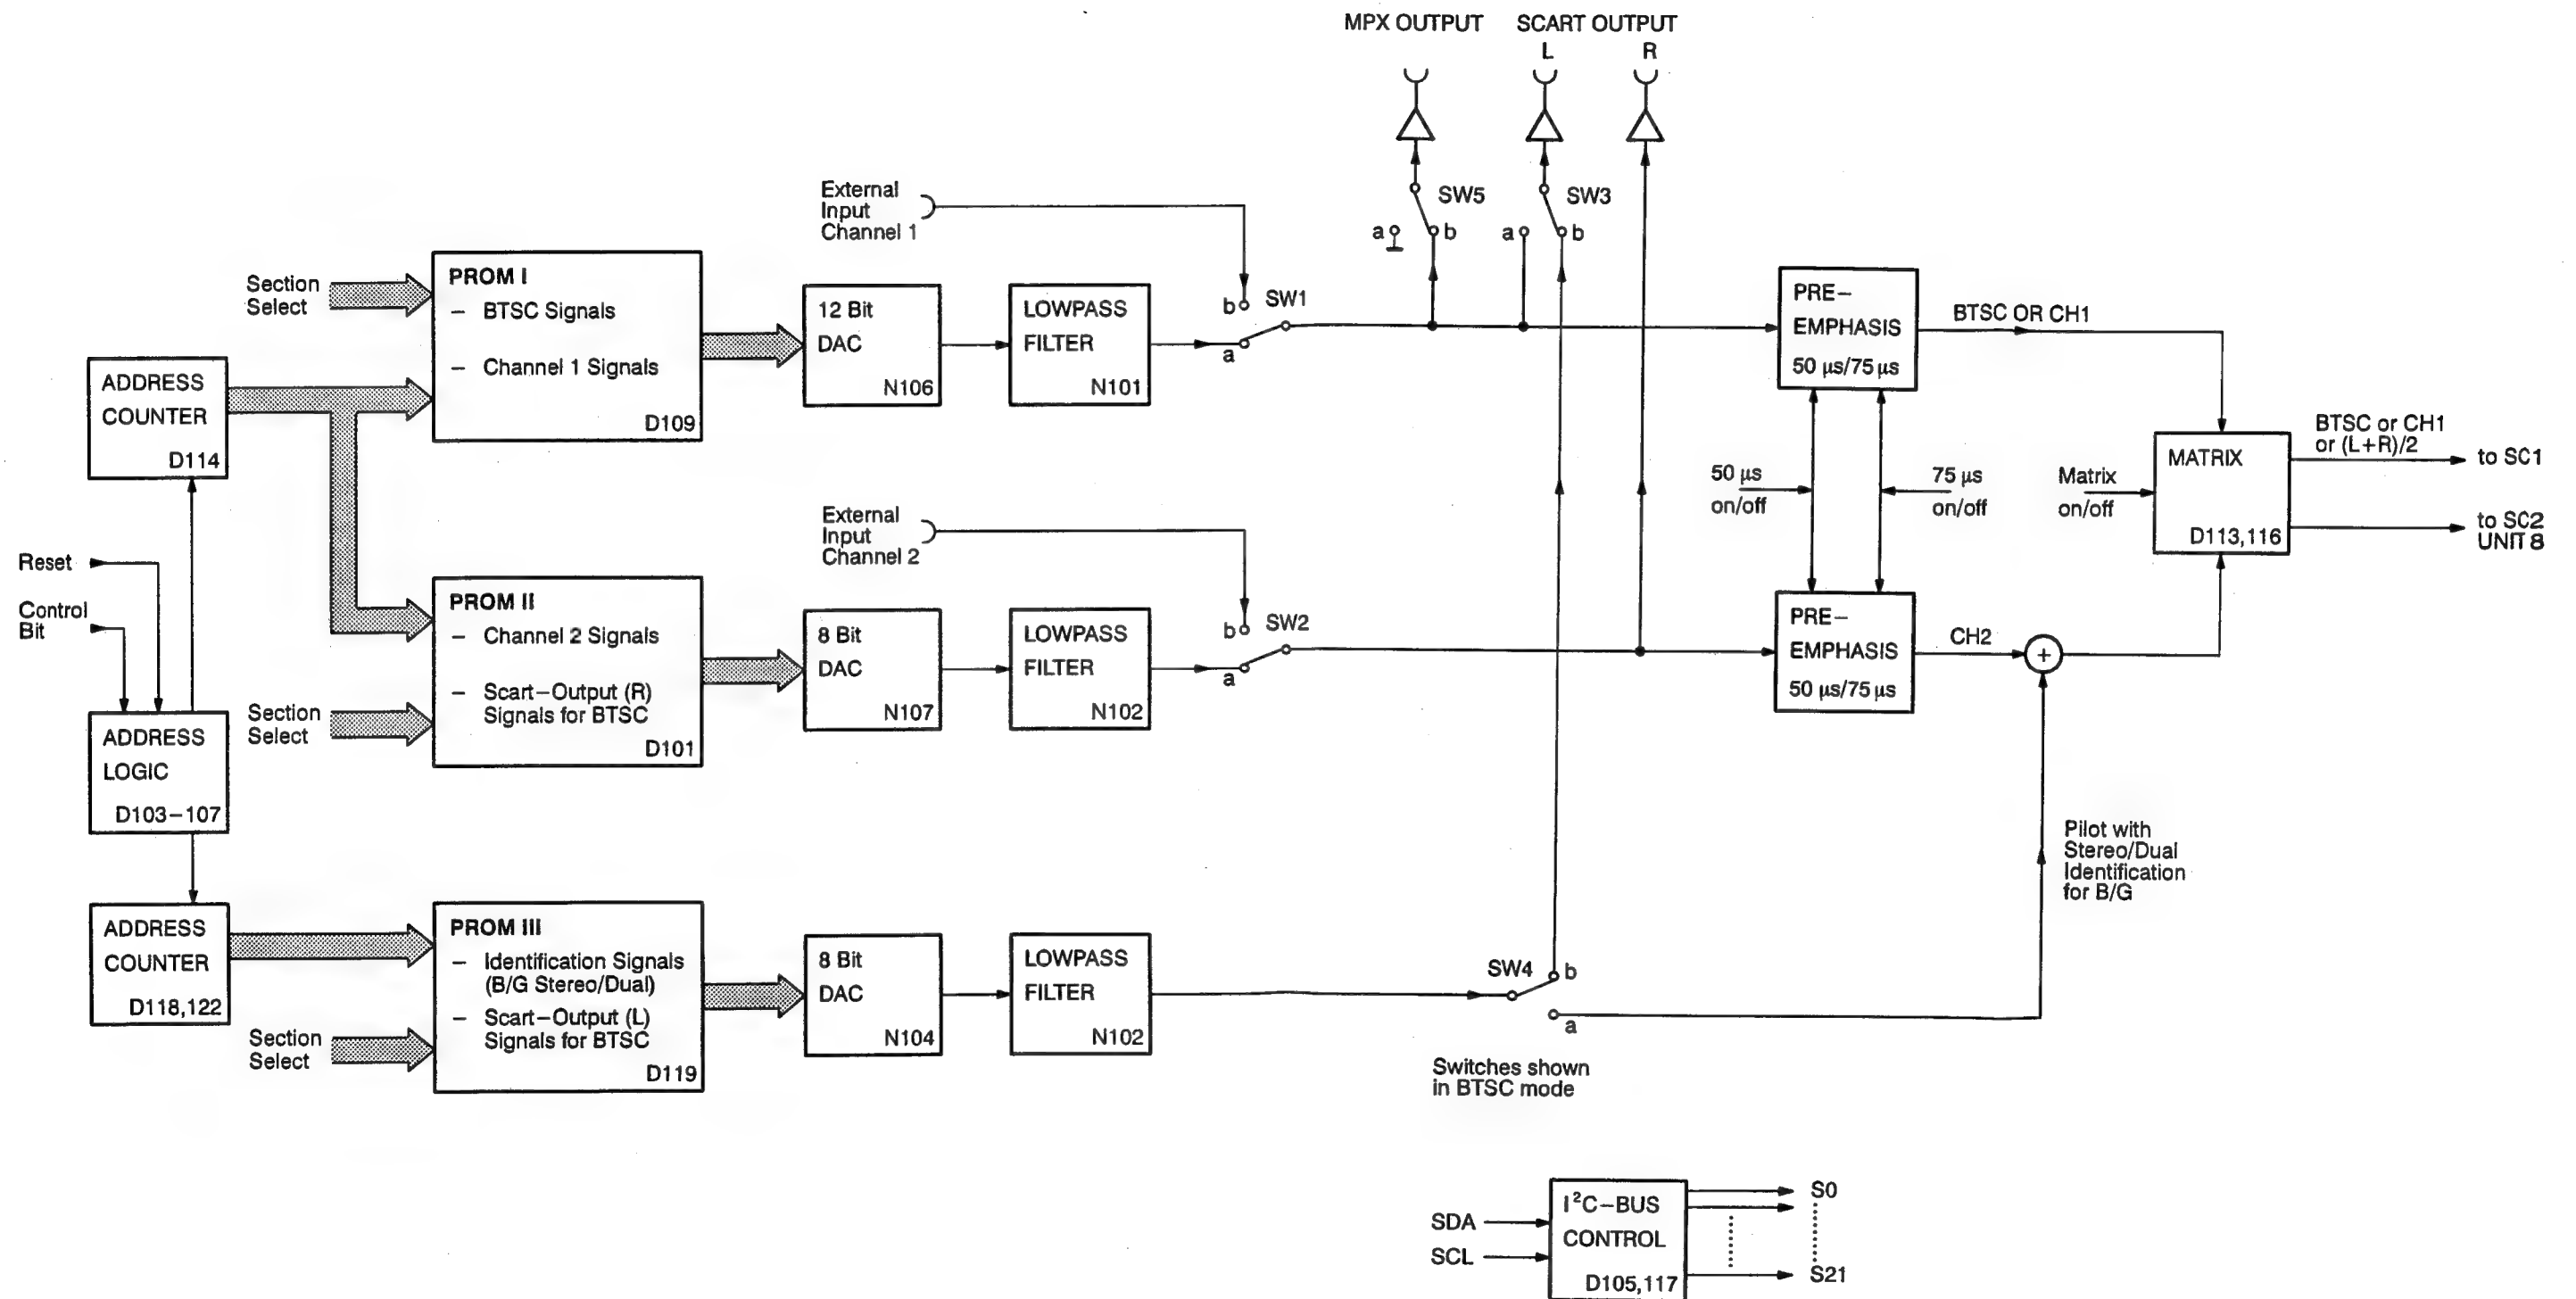 MPX OUTPUT
SCART OUTPUT
L
R
SW5
SW3
a
b
a
b
External
Input
Channel 1
Section
Select
PROM I
– BTSC Signals
– Channel 1 Signals
D109
12 Bit
DAC
N106
LOWPASS
FILTER
N101
b
SW1
a
PRE–
EMPHASIS
50 µs/75 µs
BTSC OR CH1
ADDRESS
COUNTER
D114
50 µs
on/off
75 µs
on/off
Matrix
on/off
MATRIX
D113,116
BTSC or CH1
or (L+R)/2
to SC1
to SC2
UNIT 8
External
Input
Channel 2
Reset
Control
Bit
PROM II
– Channel 2 Signals
– Scart–Output (R)
Signals for BTSC
D101
Section
Select
8 Bit
DAC
N107
LOWPASS
FILTER
N102
b
SW2
a
PRE–
EMPHASIS
50 µs/75 µs
CH2
+
ADDRESS
LOGIC
D103–107
Pilot with
Stereo/Dual
Identification
for B/G
ADDRESS
COUNTER
D118,122
Section
Select
PROM III
– Identification Signals
(B/G Stereo/Dual)
– Scart–Output (L)
Signals for BTSC
D119
8 Bit
DAC
N104
LOWPASS
FILTER
N102
SW4
b
a
Switches shown
in BTSC mode
SDA
SCL
I²C–BUS
CONTROL
D105,117
S0
S21